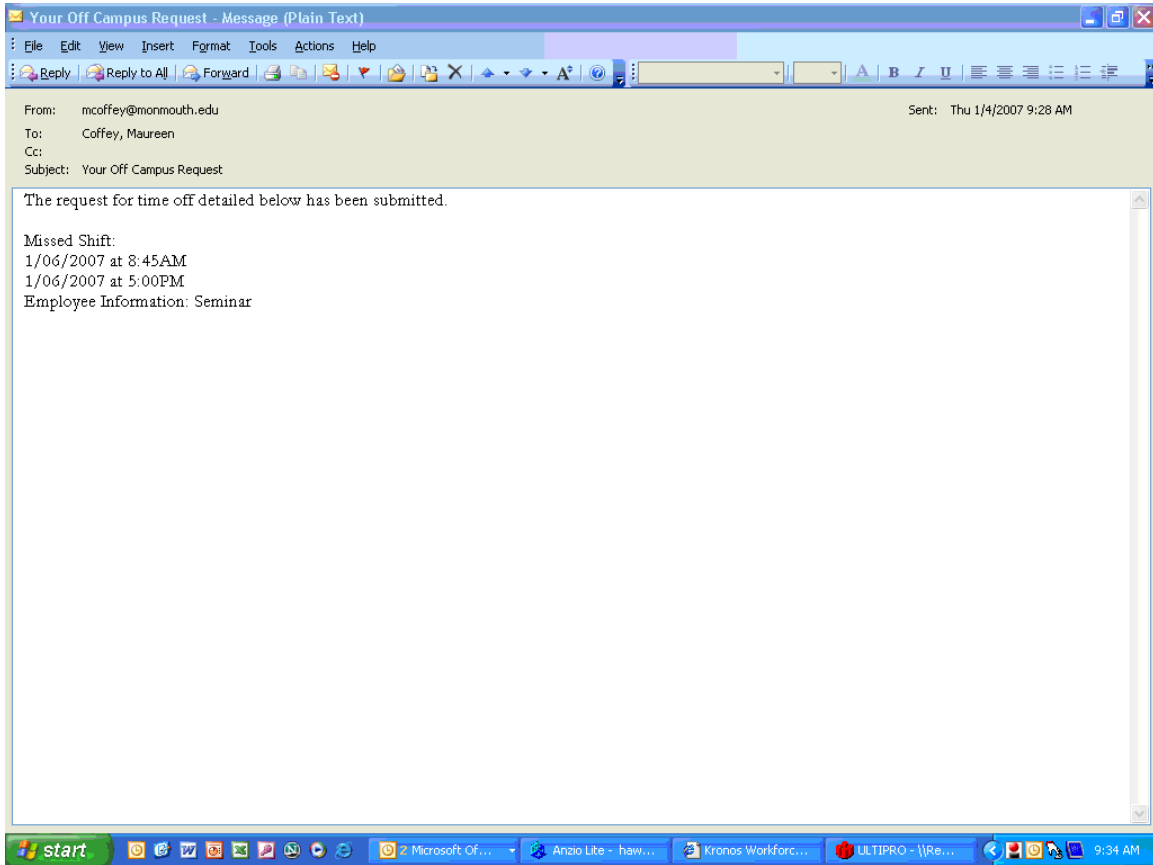 Your Off Campus Request - Message (Plain Text)
File Edit View Insert Format Tools Actions Help
Reply Reply to All Forward
From: mcoffey@monmouth.edu Sent: Thu 1/4/2007 9:28 AM
To: Coffey, Maureen
Cc:
Subject: Your Off Campus Request
The request for time off detailed below has been submitted.
Missed Shift:
1/06/2007 at 8:45AM
1/06/2007 at 5:00PM
Employee Information: Seminar
start 2 Microsoft Of... Anzio Lite - haw... Kronos Workforc... ULTIPRO - \\Re... 9:34 AM